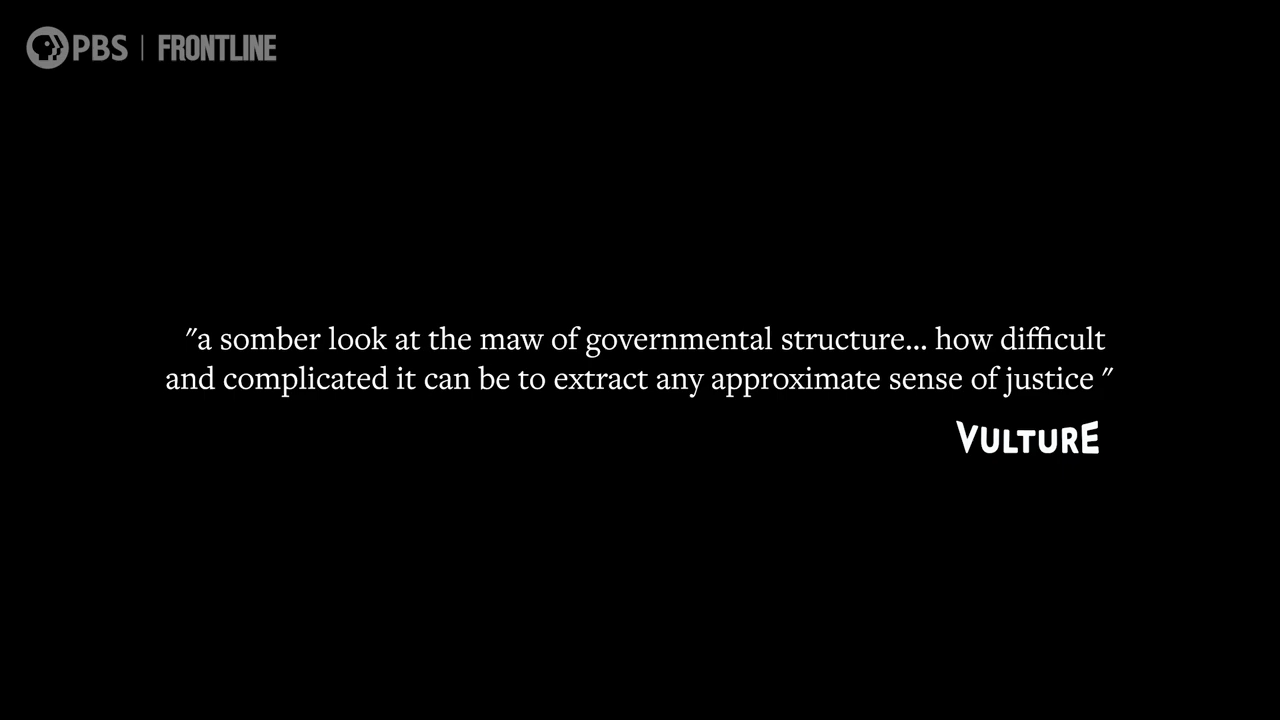 PBS | FRONTLINE
"a somber look at the maw of governmental structure... how difficult
and complicated it can be to extract any approximate sense of justice "
VULTURE